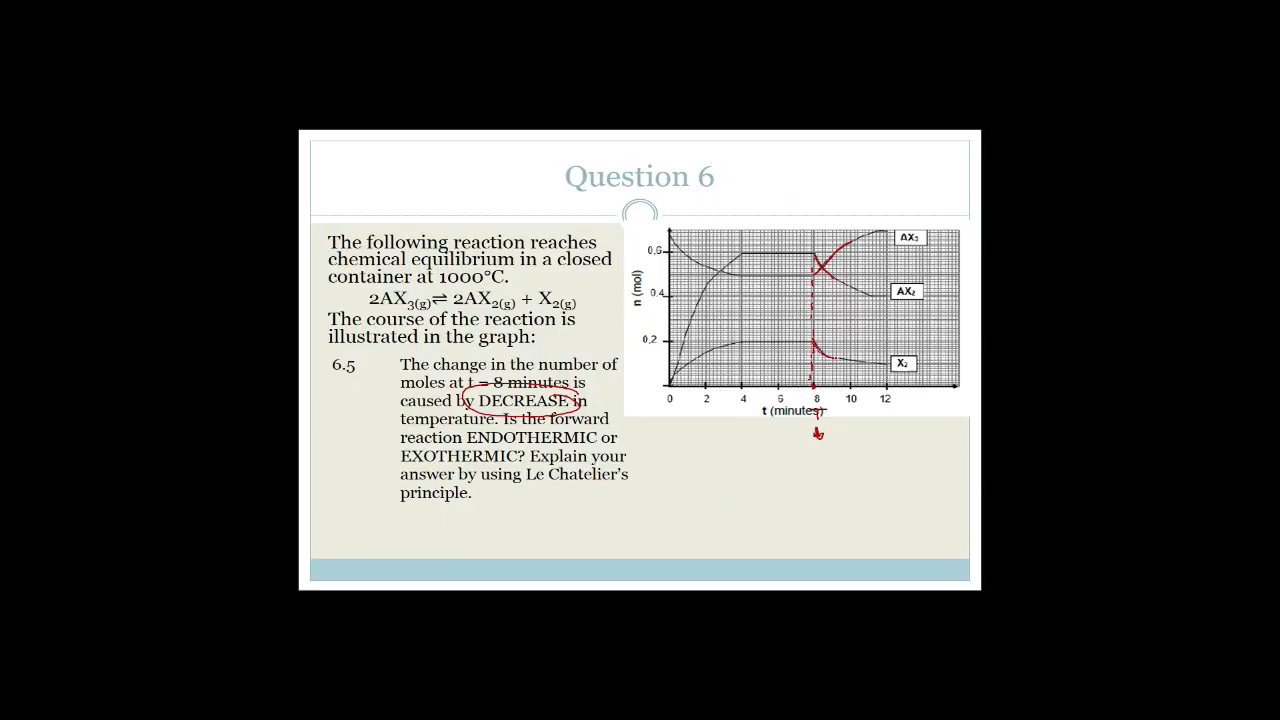 Question 6
The following reaction reaches
chemical equilibrium in a closed
container at 1000°C.
2AX₃(g)⇌ 2AX₂(g) + X₂(g)
The course of the reaction is
illustrated in the graph:
6.5 The change in the number of
moles at t = 8 minutes is
caused by DECREASE in
temperature. Is the forward
reaction ENDOTHERMIC or
EXOTHERMIC? Explain your
answer by using Le Chatelier's
principle.
n (mol)
0,6
0,4
0,2
AX₃
AX₂
X₂
0 2 4 6 8 10 12
t (minutes)